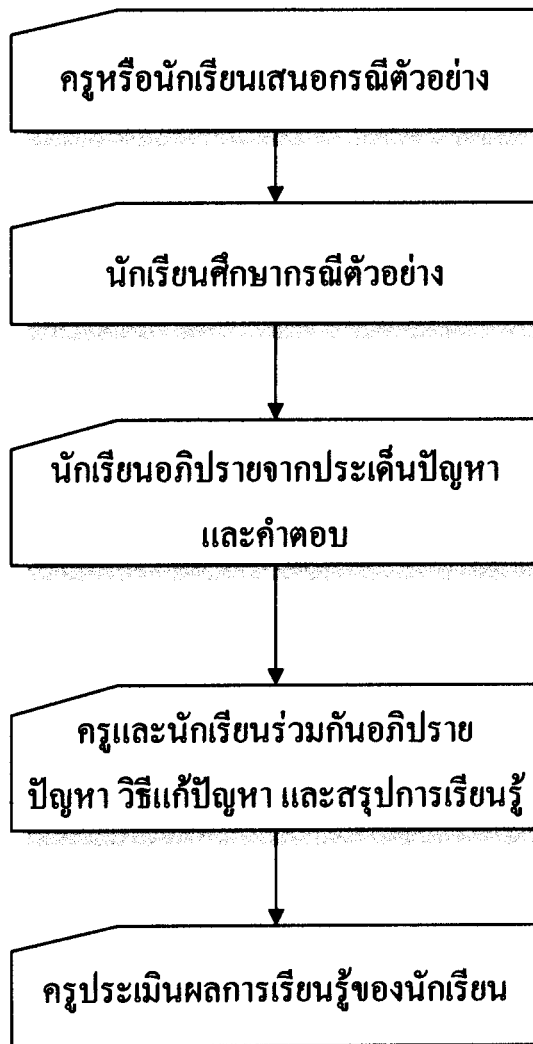 ครูหรือนักเรียนเสนอกรณีตัวอย่าง
นักเรียนศึกษากรณีตัวอย่าง
นักเรียนอภิปรายจากประเด็นปัญหา
และคำตอบ
ครูและนักเรียนร่วมกันอภิปราย
ปัญหา วิธีแก้ปัญหา และสรุปการเรียนรู้
ครูประเมินผลการเรียนรู้ของนักเรียน